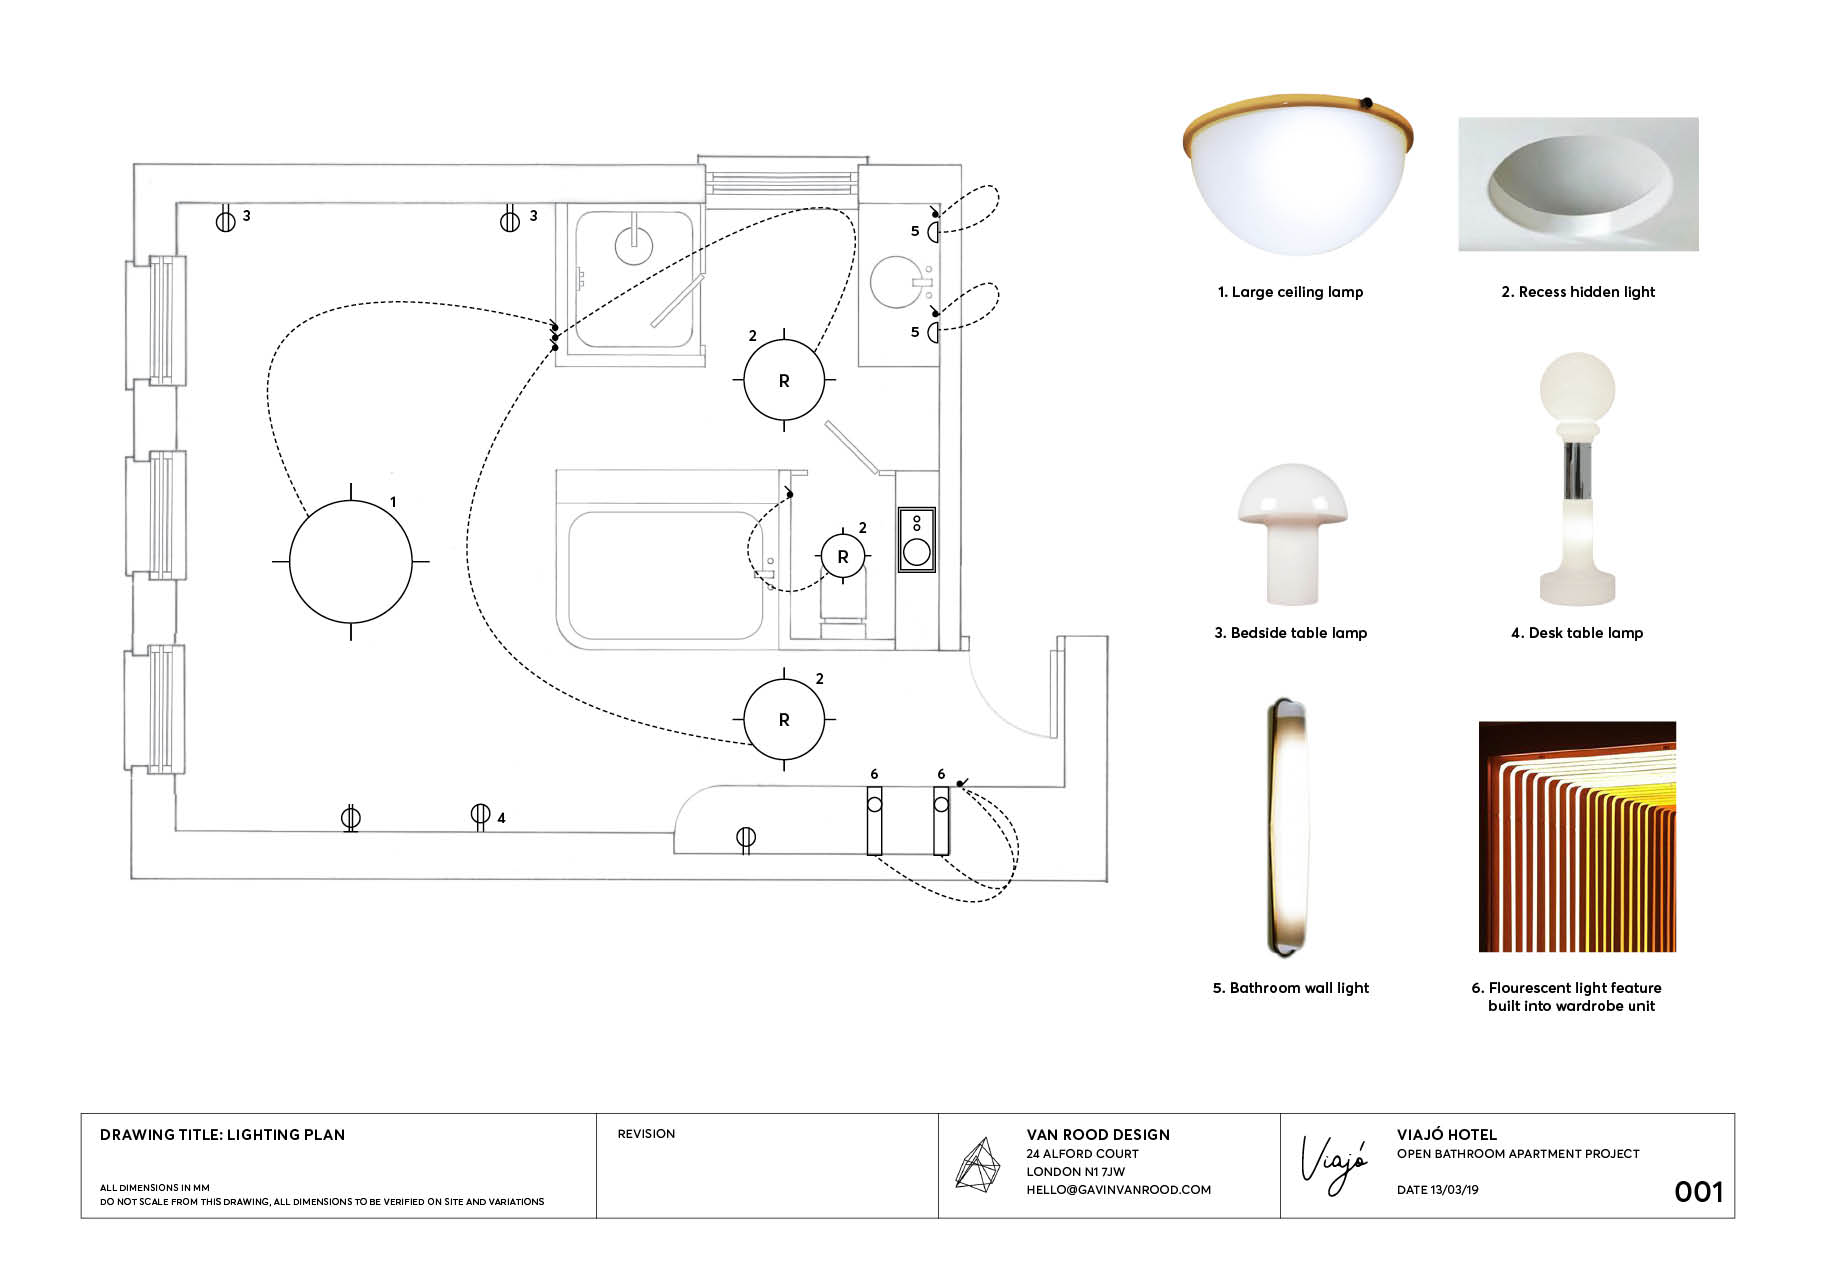 3
3
5
5
2
R
1
2
R
2
R
6
6
4
1. Large ceiling lamp
2. Recess hidden light
3. Bedside table lamp
4. Desk table lamp
5. Bathroom wall light
6. Flourescent light feature
built into wardrobe unit
DRAWING TITLE: LIGHTING PLAN
ALL DIMENSIONS IN MM
DO NOT SCALE FROM THIS DRAWING, ALL DIMENSIONS TO BE VERIFIED ON SITE AND VARIATIONS
REVISION
VAN ROOD DESIGN
24 ALFORD COURT
LONDON N1 7JW
HELLO@GAVINVANROOD.COM
Viajó
VIAJÓ HOTEL
OPEN BATHROOM APARTMENT PROJECT
DATE 13/03/19
001